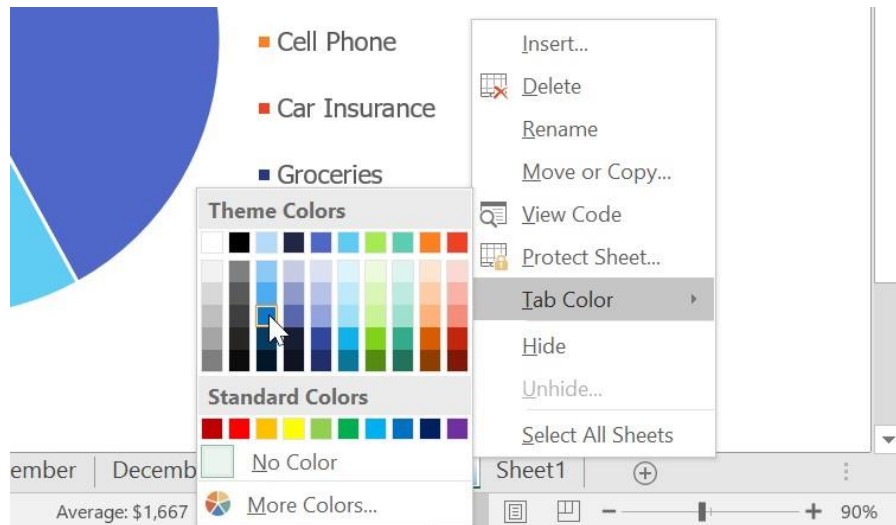 Cell Phone
Car Insurance
Groceries
Insert...
Delete
Rename
Move or Copy...
View Code
Protect Sheet...
Tab Color
Hide
Unhide...
Select All Sheets
Theme Colors
Standard Colors
No Color
More Colors...
ember
Decemb
Sheet1
Average: $1,667
90%